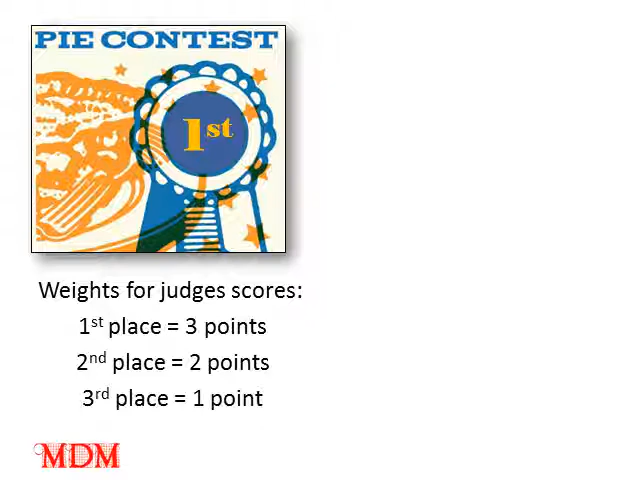 PIE CONTEST
1st
Weights for judges scores:
1st place = 3 points
2nd place = 2 points
3rd place = 1 point
MDM